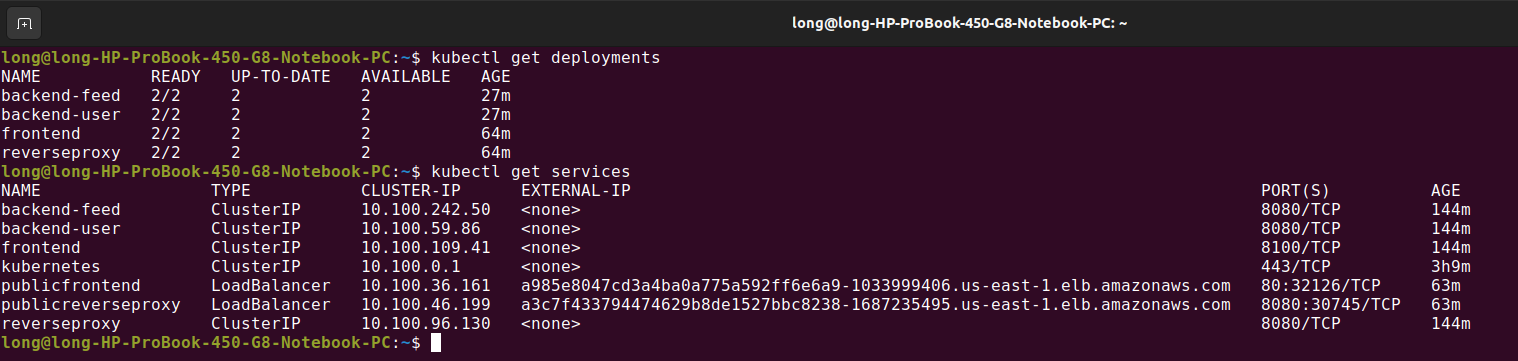 long@long-HP-ProBook-450-G8-Notebook-PC: ~
long@long-HP-ProBook-450-G8-Notebook-PC:~$ kubectl get deployments
NAME           READY   UP-TO-DATE   AVAILABLE   AGE
backend-feed   2/2     2            2           27m
backend-user   2/2     2            2           27m
frontend       2/2     2            2           64m
reverseproxy   2/2     2            2           64m
long@long-HP-ProBook-450-G8-Notebook-PC:~$ kubectl get services
NAME                 TYPE           CLUSTER-IP       EXTERNAL-IP                                                               PORT(S)          AGE
backend-feed         ClusterIP      10.100.242.50    <none>                                                                    8080/TCP         144m
backend-user         ClusterIP      10.100.59.86     <none>                                                                    8080/TCP         144m
frontend             ClusterIP      10.100.109.41    <none>                                                                    8100/TCP         144m
kubernetes           ClusterIP      10.100.0.1       <none>                                                                    443/TCP          3h9m
publicfrontend       LoadBalancer   10.100.36.161    a985e8047cd3a4ba0a775a592ff6e6a9-1033999406.us-east-1.elb.amazonaws.com   80:32126/TCP     63m
publicreverseproxy   LoadBalancer   10.100.46.199    a3c7f433794474629b8de1527bbc8238-1687235495.us-east-1.elb.amazonaws.com   8080:30745/TCP   63m
reverseproxy         ClusterIP      10.100.96.130    <none>                                                                    8080/TCP         144m
long@long-HP-ProBook-450-G8-Notebook-PC:~$